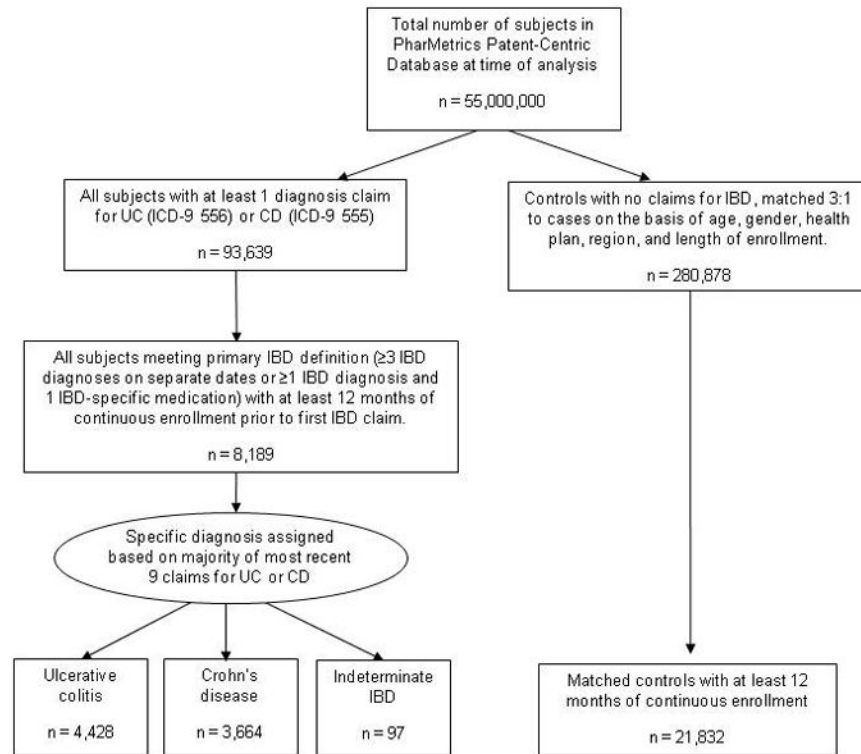 Total number of subjects in
PharMetrics Patent-Centric
Database at time of analysis
n = 55,000,000
All subjects with at least 1 diagnosis claim
for UC (ICD-9 556) or CD (ICD-9 555)
n = 93,639
Controls with no claims for IBD, matched 3:1
to cases on the basis of age, gender, health
plan, region, and length of enrollment.
n = 280,878
All subjects meeting primary IBD definition (≥3 IBD
diagnoses on separate dates or ≥1 IBD diagnosis and
1 IBD-specific medication) with at least 12 months of
continuous enrollment prior to first IBD claim.
n = 8,189
Specific diagnosis assigned
based on majority of most recent
9 claims for UC or CD
Ulcerative
colitis
n = 4,428
Crohn's
disease
n = 3,664
Indeterminate
IBD
n = 97
Matched controls with at least 12
months of continuous enrollment
n = 21,832